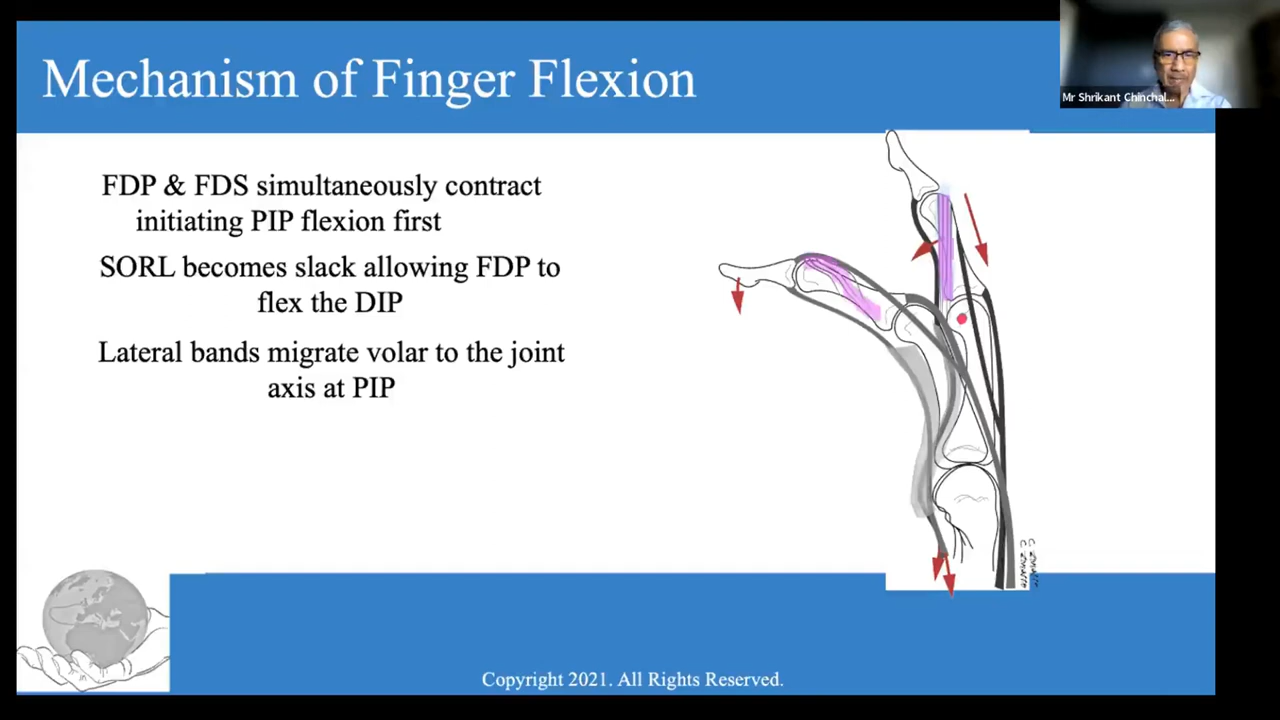 Mechanism of Finger Flexion
Mr Shrikant Chinchal...
FDP & FDS simultaneously contract
initiating PIP flexion first
SORL becomes slack allowing FDP to
flex the DIP
Lateral bands migrate volar to the joint
axis at PIP
Copyright 2021. All Rights Reserved.